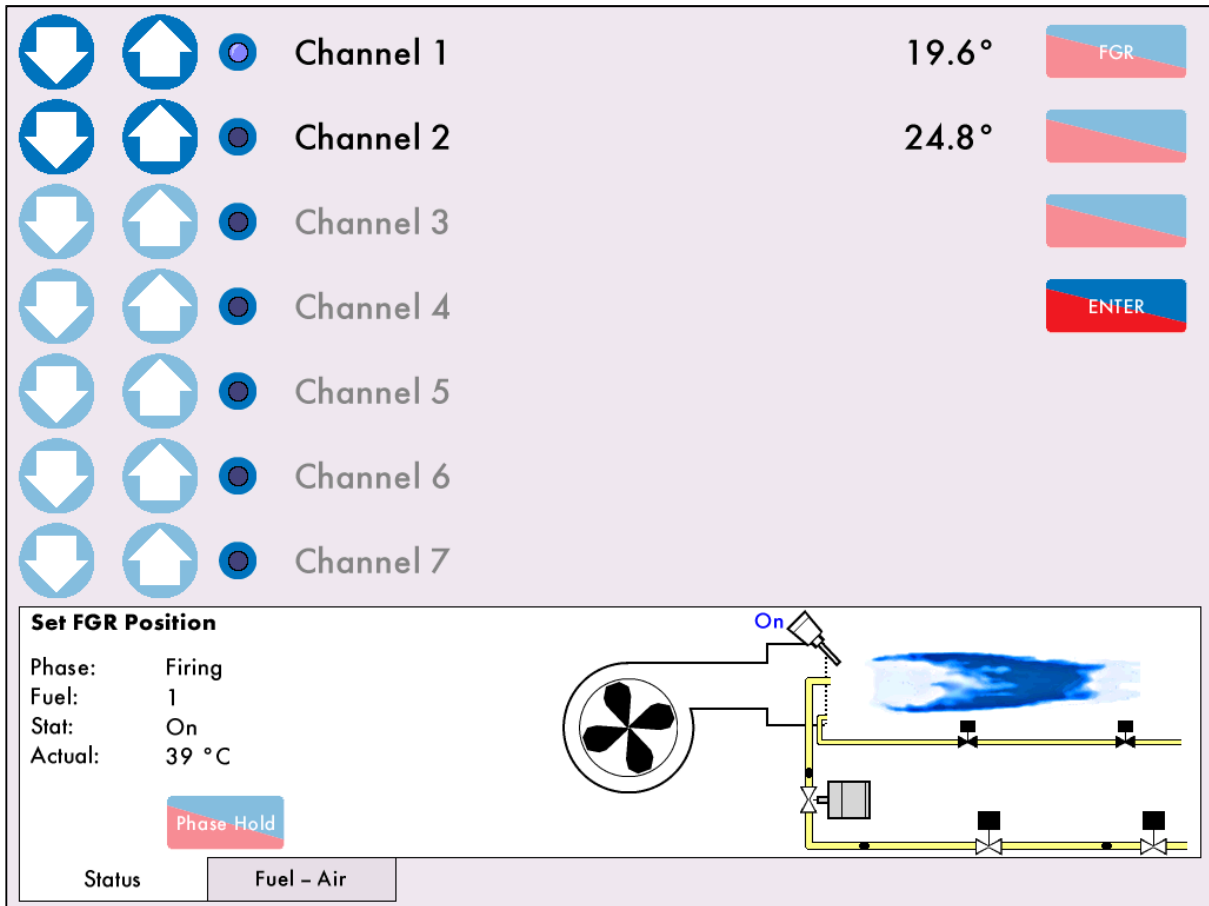 Channel 1 19.6° FGR
Channel 2 24.8°
Channel 3
Channel 4 ENTER
Channel 5
Channel 6
Channel 7
Set FGR Position
On
Phase: Firing
Fuel: 1
Stat: On
Actual: 39 °C
Phase Hold
Status Fuel – Air